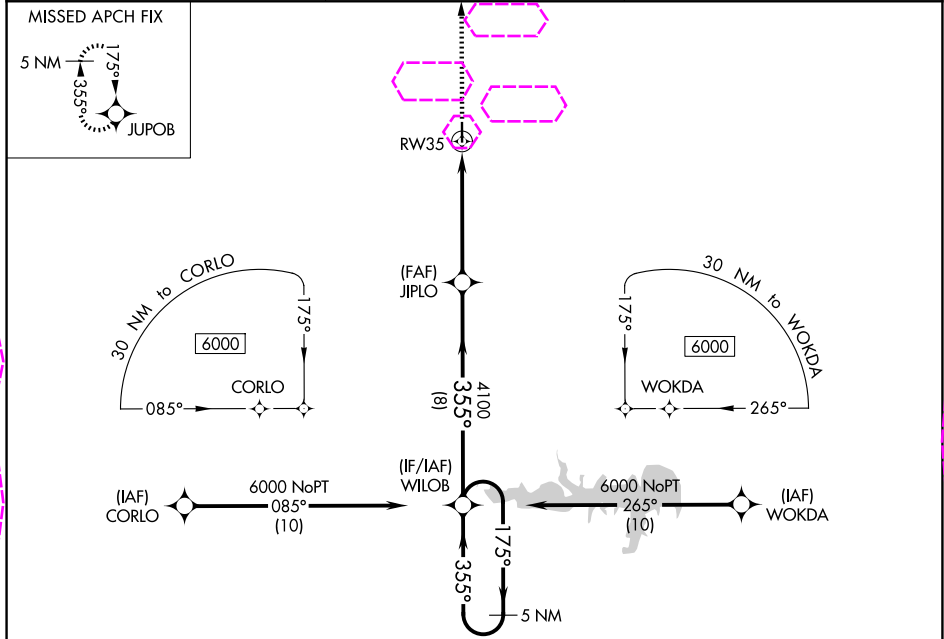 MISSED APCH FIX
5 NM
175°
355°
JUPOB
RW35
(FAF)
JIPLO
30 NM to CORLO
175°
6000
CORLO
085°
30 NM to WOKDA
175°
6000
WOKDA
265°
4100
355°
(8)
(IF/IAF)
WILOB
(IAF)
CORLO
6000 NoPT
085°
(10)
6000 NoPT
265°
(10)
(IAF)
WOKDA
175°
355°
5 NM